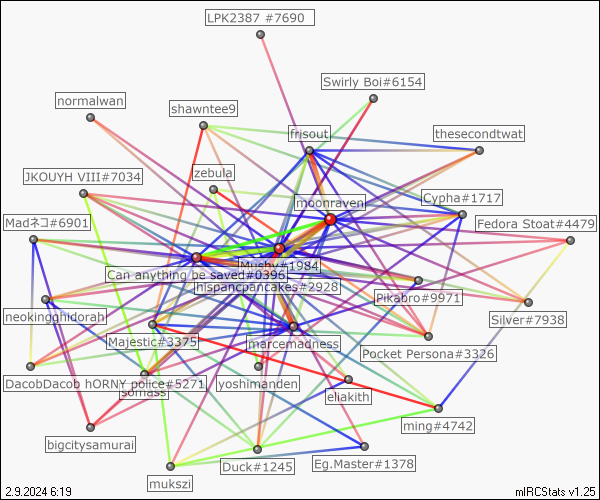 LPK2387 #7690
Swirly Boi#6154
normalwan
shawntee9
frisout
thesecondtwat
zebula
JKOUYH VIII#7034
moonraven
Cypha#1717
Madネコ#6901
Fedora Stoat#4479
Mugby#1984
Can anything be saved#0396
hispancpancakes#2928
Pikabro#9971
neokingghidorah
Silver#7938
Majestic#3375
marcemadness
Pocket Persona#3326
DacobDacob hORNY police#5271
yoshimanden
somass
eliakith
ming#4742
bigcitysamurai
Duck#1245
Eg.Master#1378
mukszi
2.9.2024 6:19
mIRCStats v1.25